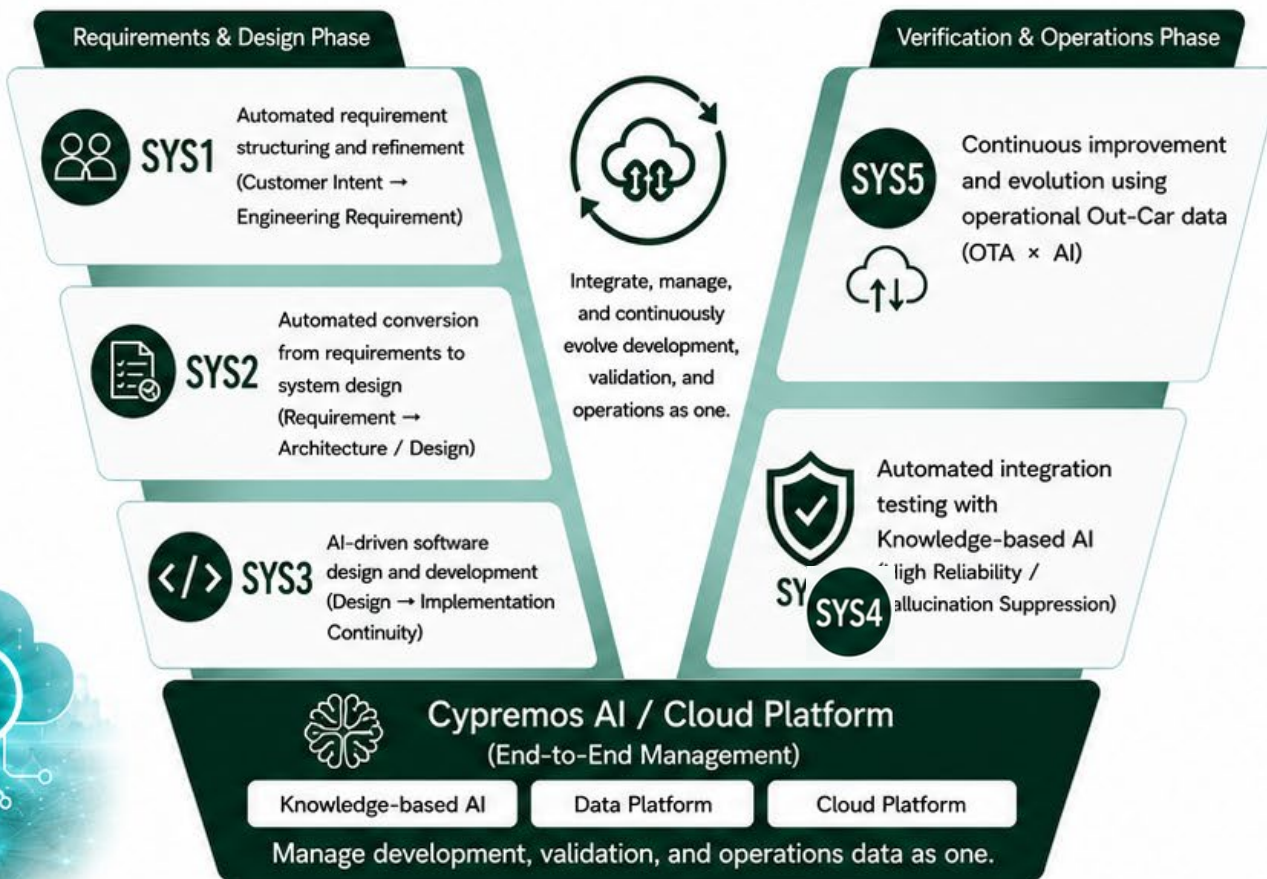 Requirements & Design Phase
SYS1
Automated requirement
structuring and refinement
(Customer Intent →
Engineering Requirement)
SYS2
Automated conversion
from requirements to
system design
(Requirement →
Architecture / Design)
SYS3
AI-driven software
design and development
(Design → Implementation
Continuity)
Integrate, manage,
and continuously
evolve development,
validation, and
operations as one.
Verification & Operations Phase
SYS5
Continuous improvement
and evolution using
operational Out-Car data
(OTA × AI)
Automated integration
testing with
Knowledge-based AI
High Reliability /
Suppression)
SYS4
Cypremos AI / Cloud Platform
(End-to-End Management)
Knowledge-based AI
Data Platform
Cloud Platform
Manage development, validation, and operations data as one.